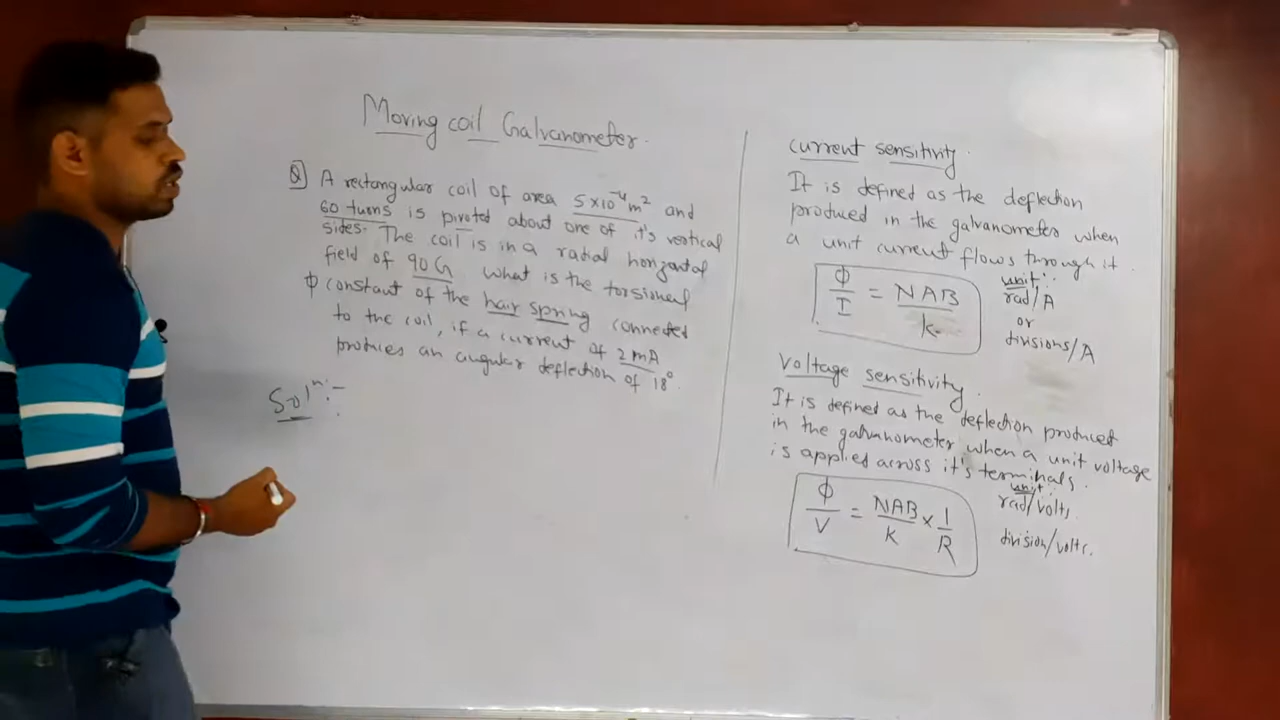 Moving coil Galvanometer.
Q) A rectangular coil of area 5×10⁻⁴m² and
60 turns is pivoted about one of it's vertical
sides. The coil is in a radial horizontal
field of 90 G what is the torsional
ϕ constant of the hair spring connected
to the coil, if a current of 2 mA
produces an angular deflection of 18°.
Solⁿ:-
current sensitivity.
It is defined as the deflection
produced in the galvanometer when
a unit current flows through it.
ϕ/I = NAB/k
unit:
rad/A
or
divisions/A
Voltage sensitivity.
It is defined as the deflection produced
in the galvanometer when a unit voltage
is applied across it's terminals.
ϕ/V = NAB/k × 1/R
unit:
rad/volts.
division/volts.